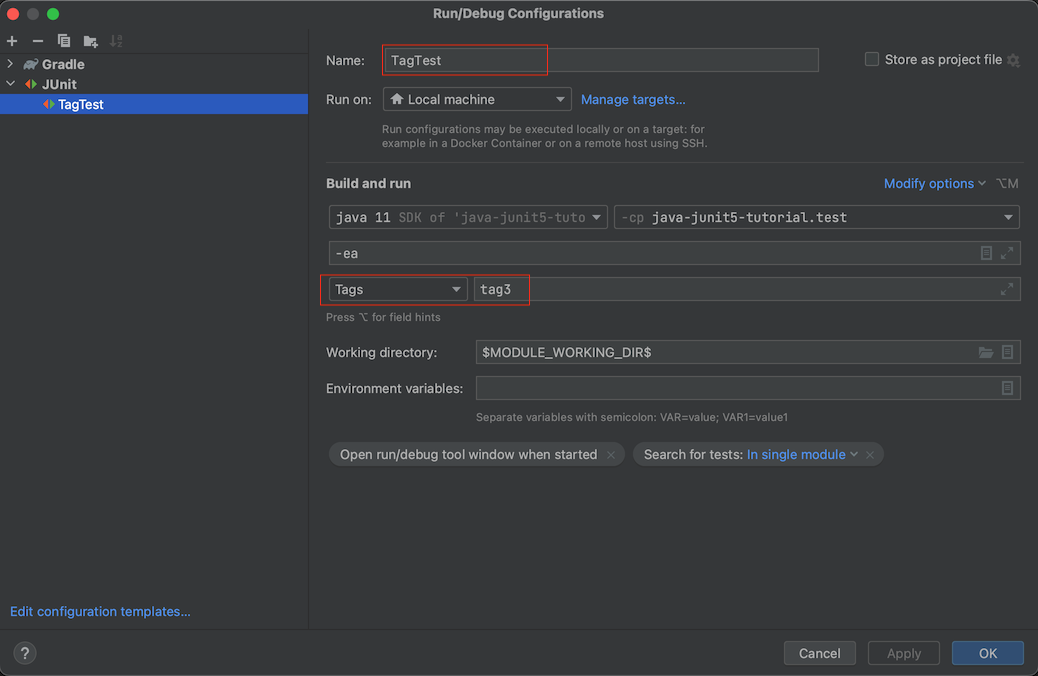 Run/Debug Configurations
Gradle
JUnit
TagTest
Name: TagTest
Store as project file
Run on: Local machine Manage targets...
Run configurations may be executed locally or on a target: for
example in a Docker Container or on a remote host using SSH.
Build and run
Modify options ⌥M
java 11 SDK of 'java-junit5-tuto
-cp java-junit5-tutorial.test
-ea
Tags tag3
Press ⌥ for field hints
Working directory: $MODULE_WORKING_DIR$
Environment variables:
Separate variables with semicolon: VAR=value; VAR1=value1
Open run/debug tool window when started
Search for tests: In single module
Edit configuration templates...
?
Cancel
Apply
OK